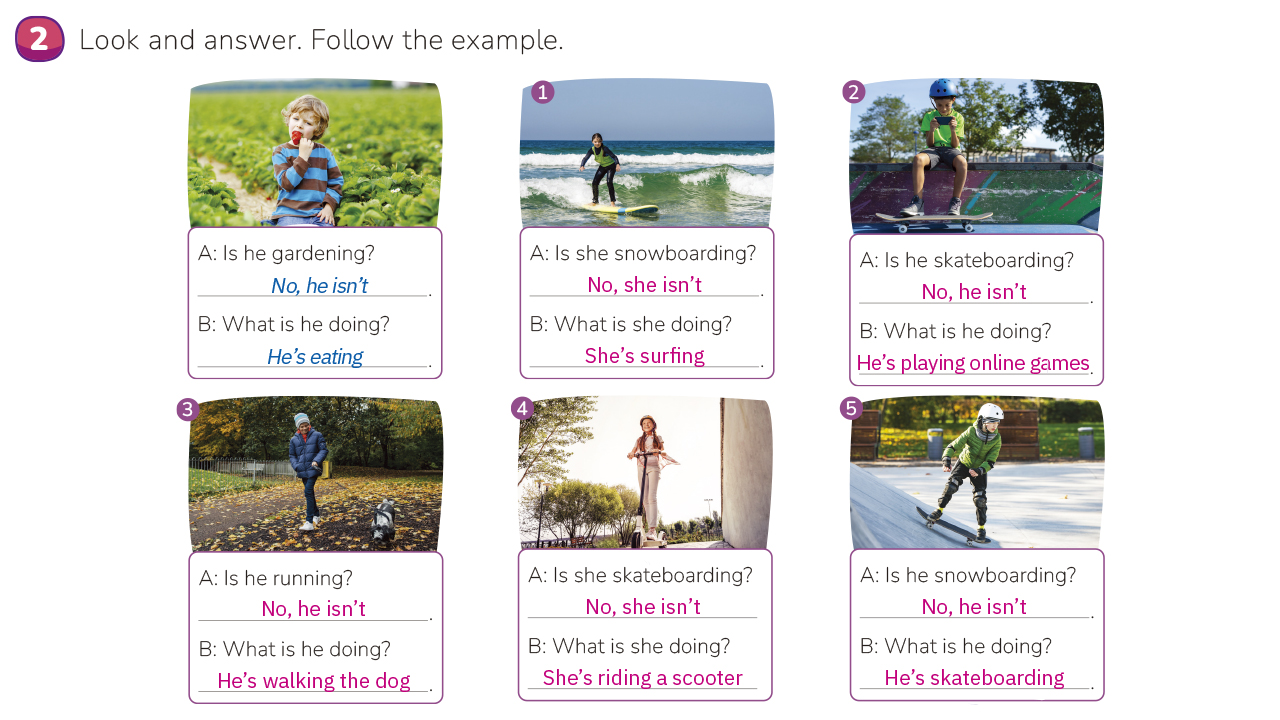 2 Look and answer. Follow the example.
A: Is he gardening?
No, he isn't.
B: What is he doing?
He's eating.
1
A: Is she snowboarding?
No, she isn't.
B: What is she doing?
She's surfing.
2
A: Is he skateboarding?
No, he isn't.
B: What is he doing?
He's playing online games.
3
A: Is he running?
No, he isn't.
B: What is he doing?
He's walking the dog.
4
A: Is she skateboarding?
No, she isn't
B: What is she doing?
She's riding a scooter
5
A: Is he snowboarding?
No, he isn't.
B: What is he doing?
He's skateboarding.